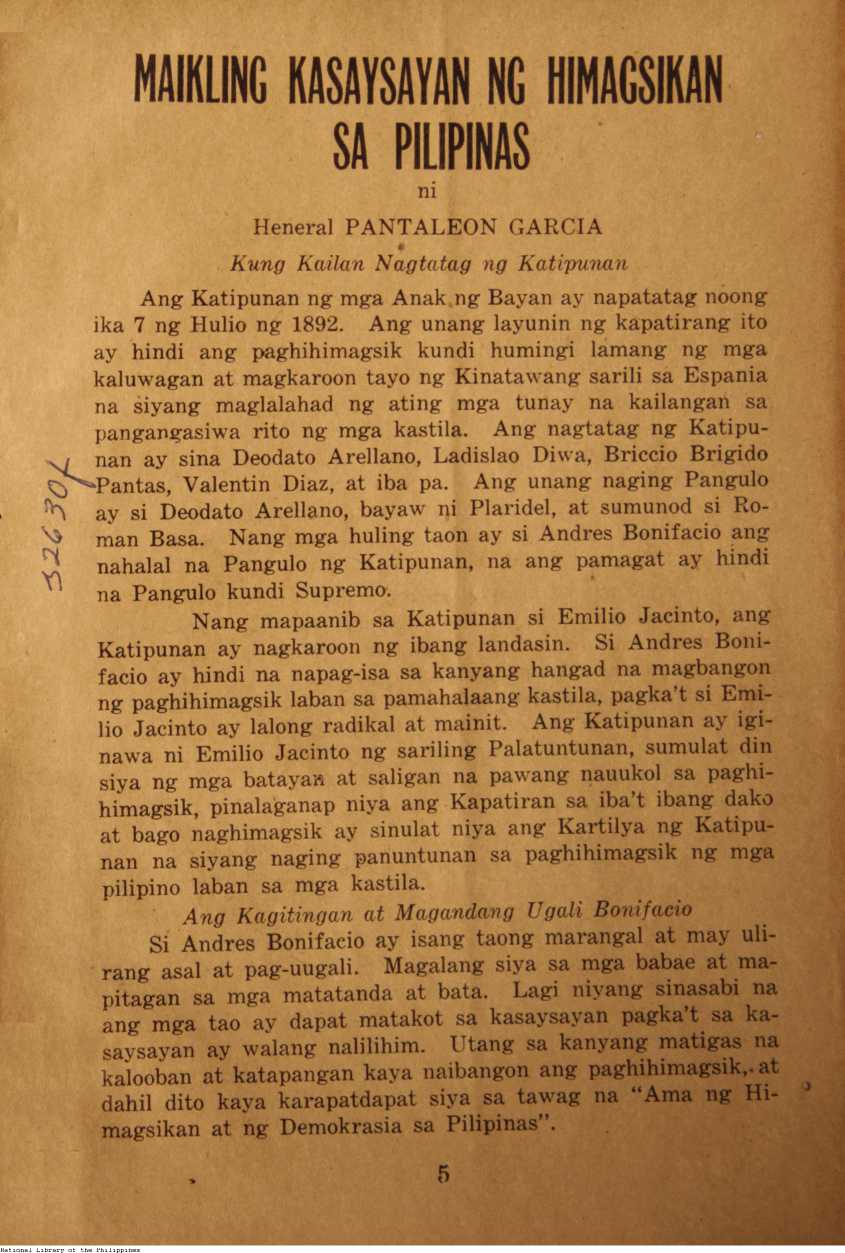 MAIKLING KASAYSAYAN NG HIMAGSIKAN
SA PILIPINAS
ni
Heneral PANTALEON GARCIA
Kung Kailan Nagtatag ng Katipunan
Ang Katipunan ng mga Anak ng Bayan ay napatatag noong
ika 7 ng Hulio ng 1892. Ang unang layunin ng kapatirang ito
ay hindi ang paghihimagsik kundi humingi lamang ng mga
kaluwagan at magkaroon tayo ng Kinatawang sarili sa Espania
na siyang maglalahad ng ating mga tunay na kailangan sa
pangangasiwa rito ng mga kastila. Ang nagtatag ng Katipu-
nan ay sina Deodato Arellano, Ladislao Diwa, Briccio Brigido
Pantas, Valentin Diaz, at iba pa. Ang unang naging Pangulo
ay si Deodato Arellano, bayaw ni Plaridel, at sumunod si Ro-
man Basa. Nang mga huling taon ay si Andres Bonifacio ang
nahalal na Pangulo ng Katipunan, na ang pamagat ay hindi
na Pangulo kundi Supremo.
Nang mapaanib sa Katipunan si Emilio Jacinto, ang
Katipunan ay nagkaroon ng ibang landasin. Si Andres Boni-
facio ay hindi na napag-isa sa kanyang hangad na magbangon
ng paghihimagsik laban sa pamahalaang kastila, pagka't si Emi-
lio Jacinto ay lalong radikal at mainit. Ang Katipunan ay igi-
nawa ni Emilio Jacinto ng sariling Palatuntunan, sumulat din
siya ng mga batayan at saligan na pawang nauukol sa paghi-
himagsik, pinalaganap niya ang Kapatiran sa iba't ibang dako
at bago naghimagsik ay sinulat niya ang Kartilya ng Katipu-
nan na siyang naging panuntunan sa paghihimagsik ng mga
pilipino laban sa mga kastila.
Ang Kagitingan at Magandang Ugali Bonifacio
Si Andres Bonifacio ay isang taong marangal at may uli-
rang asal at pag-uugali. Magalang siya sa mga babae at ma-
pitagan sa mga matatanda at bata. Lagi niyang sinasabi na
ang mga tao ay dapat matakot sa kasaysayan pagka't sa ka-
saysayan ay walang nalilihim. Utang sa kanyang matigas na
kalooban at katapangan kaya naibangon ang paghihimagsik, at
dahil dito kaya karapatdapat siya sa tawag na "Ama ng Hi-
magsikan at ng Demokrasia sa Pilipinas".
5
National Library of the Philippines